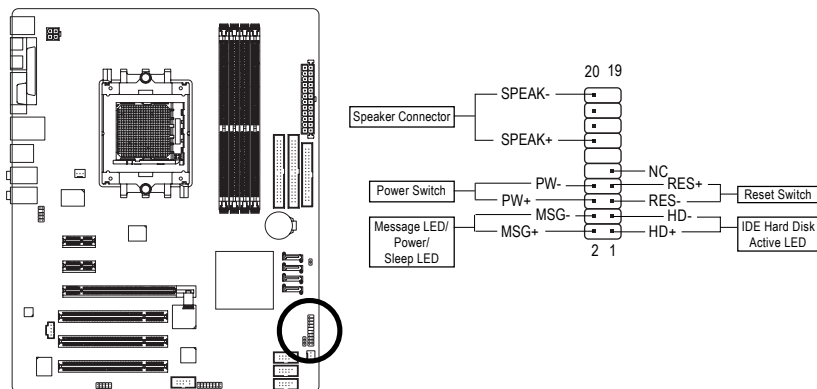 20 19
SPEAK-
Speaker Connector
SPEAK+
NC
Power Switch
PW-
PW+
RES+
RES-
Reset Switch
Message LED/
Power/
Sleep LED
MSG-
MSG+
HD-
HD+
IDE Hard Disk
Active LED
2 1